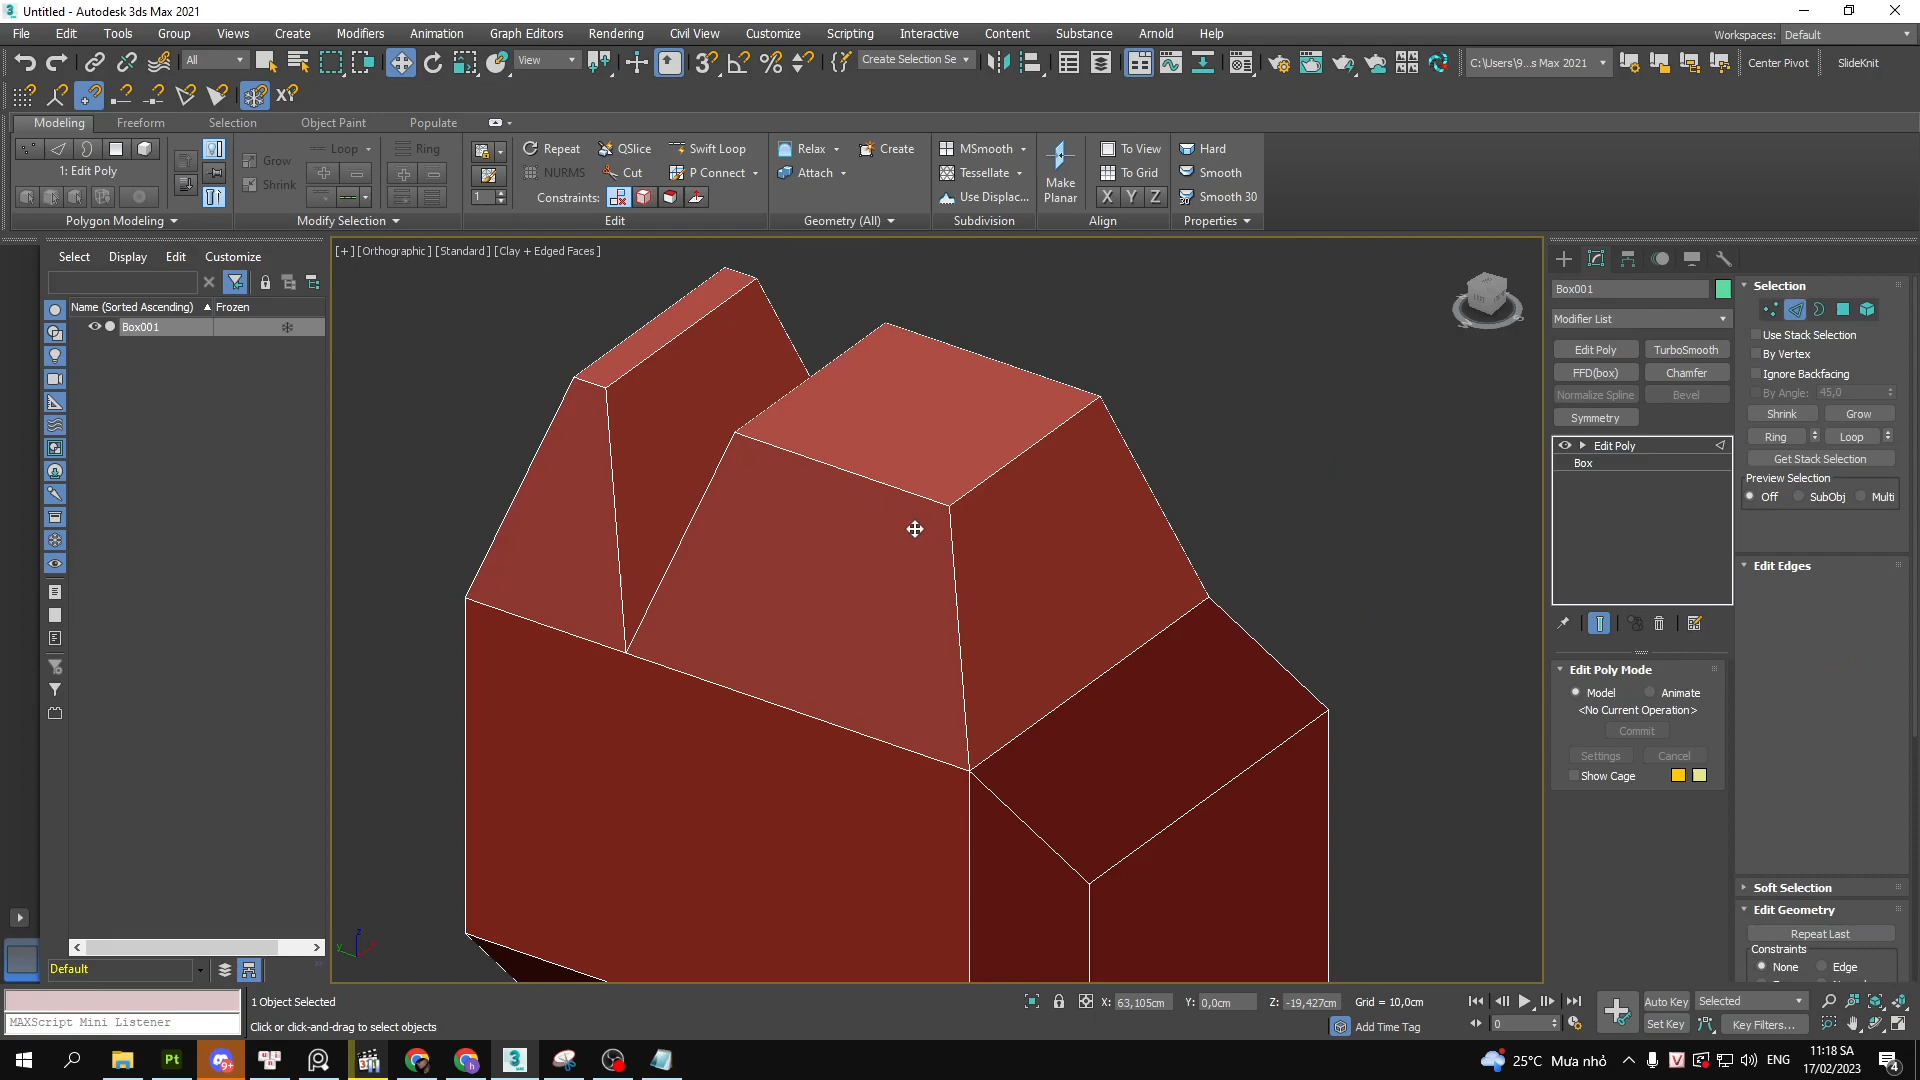 Untitled - Autodesk 3ds Max 2021
File Edit Tools Group Views Create Modifiers Animation Graph Editors Rendering Civil View Customize Scripting Interactive Content Substance Arnold Help
Workspaces: Default
All View Create Selection Se C:\Users\9...s Max 2021 Center Pivot SlideKnit
XY
Modeling Freeform Selection Object Paint Populate
Loop Ring Repeat QSlice Swift Loop Relax Create MSmooth To View Hard
Grow
1: Edit Poly NURMS Cut P Connect Attach Tessellate To Grid Smooth
Shrink Make
1 Constraints: Use Displac... Planar X Y Z Smooth 30
Polygon Modeling Modify Selection Edit Geometry (All) Subdivision Align Properties
Select Display Edit Customize
Name (Sorted Ascending) Frozen
Box001
[+] [Orthographic] [Standard] [Clay + Edged Faces]
Box001
Modifier List
Edit Poly TurboSmooth
FFD(box) Chamfer
Normalize Spline Bevel
Symmetry
Edit Poly
Box
Edit Poly Mode
Model Animate
<No Current Operation>
Commit
Settings Cancel
Show Cage
Selection
Use Stack Selection
By Vertex
Ignore Backfacing
By Angle: 45,0
Shrink Grow
Ring Loop
Get Stack Selection
Preview Selection
Off SubObj Multi
Edit Edges
Soft Selection
Edit Geometry
Repeat Last
Constraints
None Edge
z
y
Default
1 Object Selected
MAXScript Mini Listener
Click or click-and-drag to select objects
X: 63,105cm Y: 0,0cm Z: -19,427cm Grid = 10,0cm
Add Time Tag
0
Auto Key Selected
Set Key Key Filters...
Pt 9+ 3
25°C Mưa nhỏ ENG
11:18 SA
17/02/2023
4